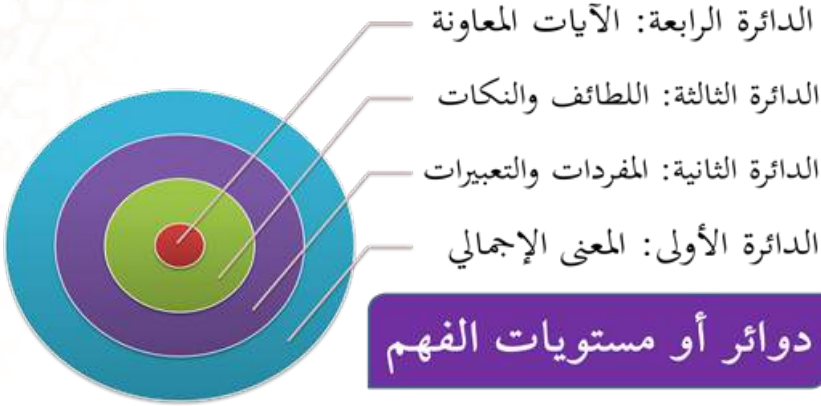 الدائرة الرابعة: الآيات المعاونة
الدائرة الثالثة: اللطائف والنكات
الدائرة الثانية: المفردات والتعبيرات
الدائرة الأولى: المعنى الإجمالي
دوائر أو مستويات الفهم